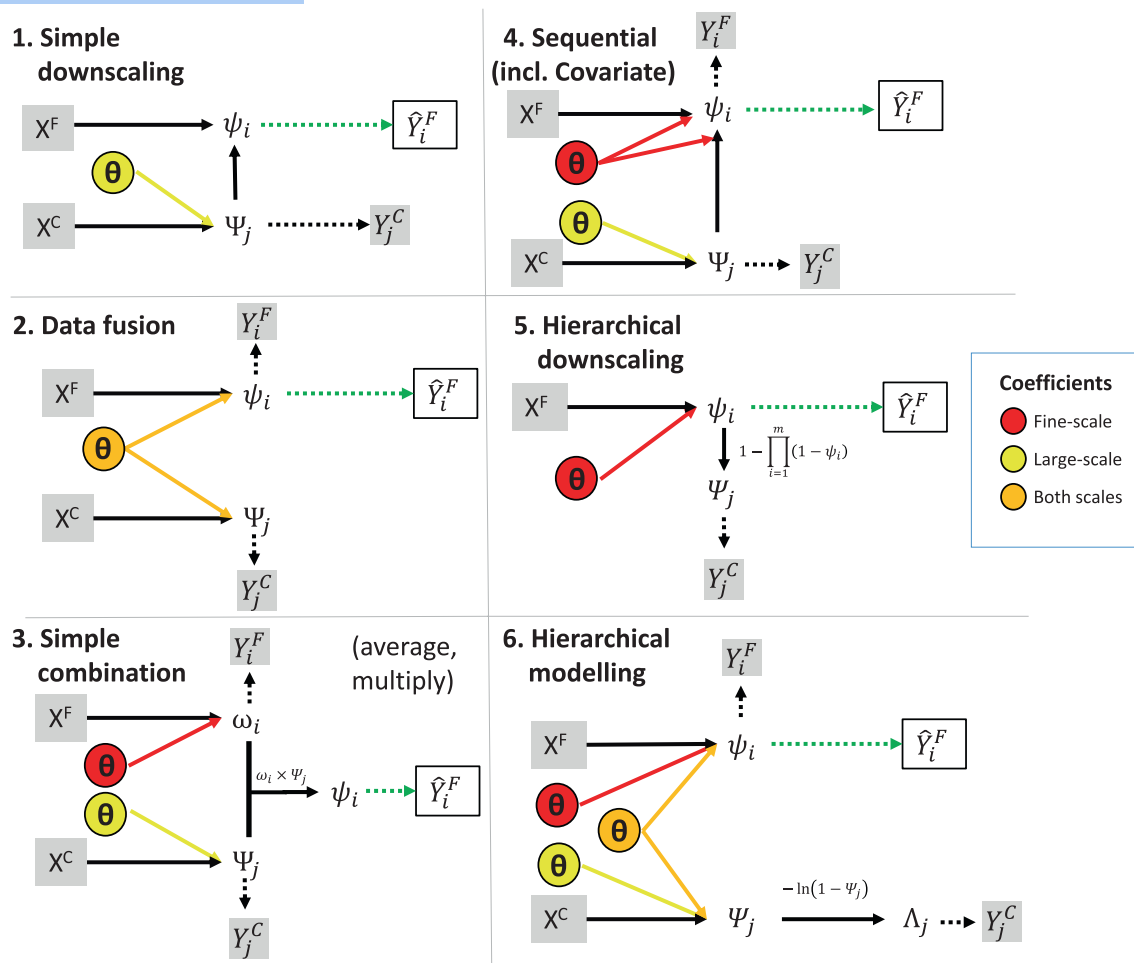 1. Simple
downscaling
X^F
ψ_i
Ŷ_i^F
θ
X^C
Ψ_j
Y_j^C
2. Data fusion
Y_i^F
X^F
ψ_i
Ŷ_i^F
θ
X^C
Ψ_j
Y_j^C
3. Simple
combination
(average,
multiply)
Y_i^F
X^F
ω_i
θ
ω_i × Ψ_j
ψ_i
Ŷ_i^F
θ
X^C
Ψ_j
Y_j^C
4. Sequential
(incl. Covariate)
Y_i^F
X^F
ψ_i
Ŷ_i^F
θ
θ
X^C
Ψ_j
Y_j^C
5. Hierarchical
downscaling
X^F
ψ_i
Ŷ_i^F
1 − ∏_{i=1}^{m} (1 − ψ_i)
θ
Ψ_j
Y_j^C
6. Hierarchical
modelling
Y_i^F
X^F
ψ_i
Ŷ_i^F
θ
θ
θ
X^C
Ψ_j
−ln(1 − Ψ_j)
Λ_j
Y_j^C
Coefficients
Fine-scale
Large-scale
Both scales